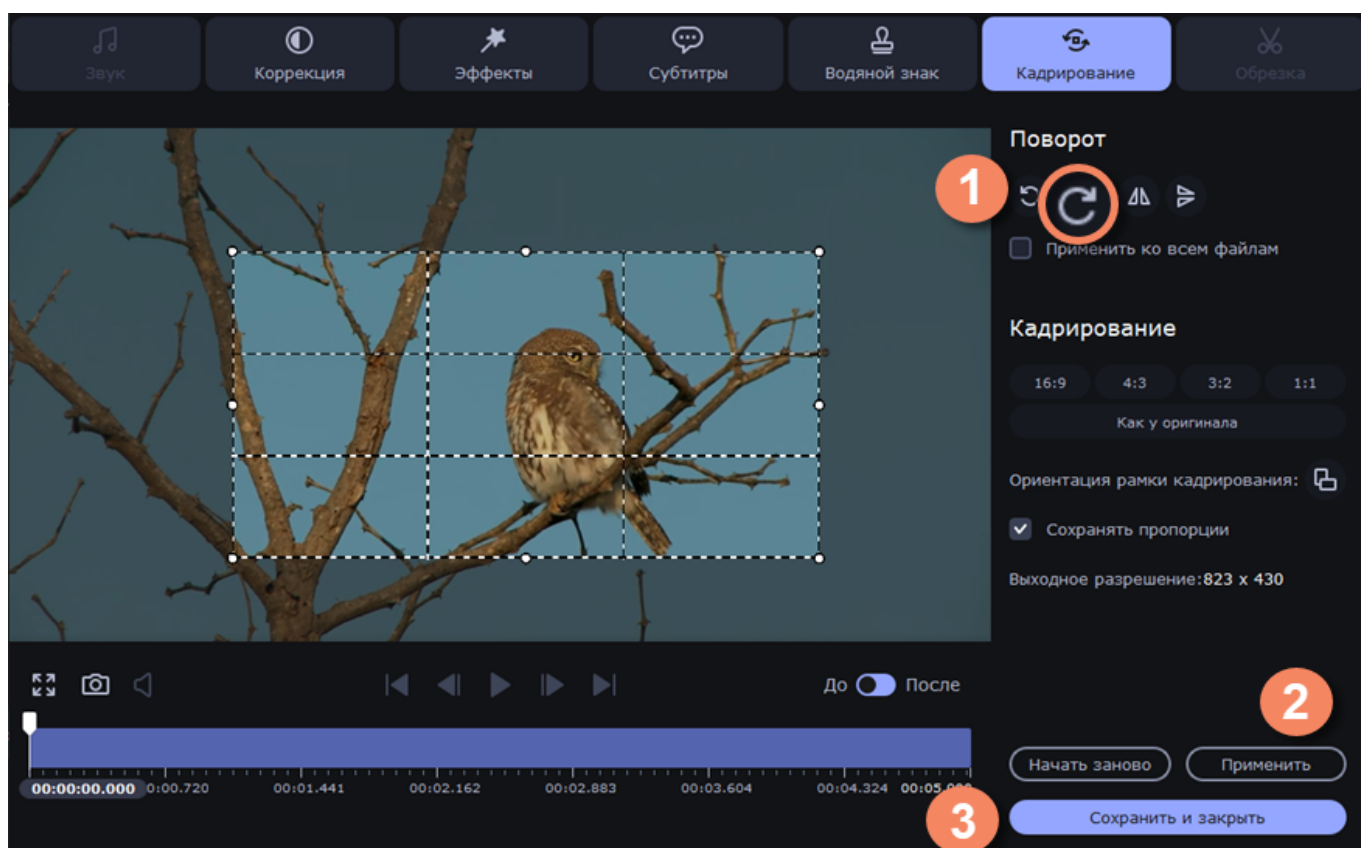 Звук
Коррекция
Эффекты
Субтитры
Водяной знак
Кадрирование
Обрезка
Поворот
1
Применить ко всем файлам
Кадрирование
16:9 4:3 3:2 1:1
Как у оригинала
Ориентация рамки кадрирования:
Сохранять пропорции
Выходное разрешение:823 x 430
До После
2
Начать заново Применить
00:00:00.000 0:00.720 00:01.441 00:02.162 00:02.883 00:03.604 00:04.324
3
Сохранить и закрыть